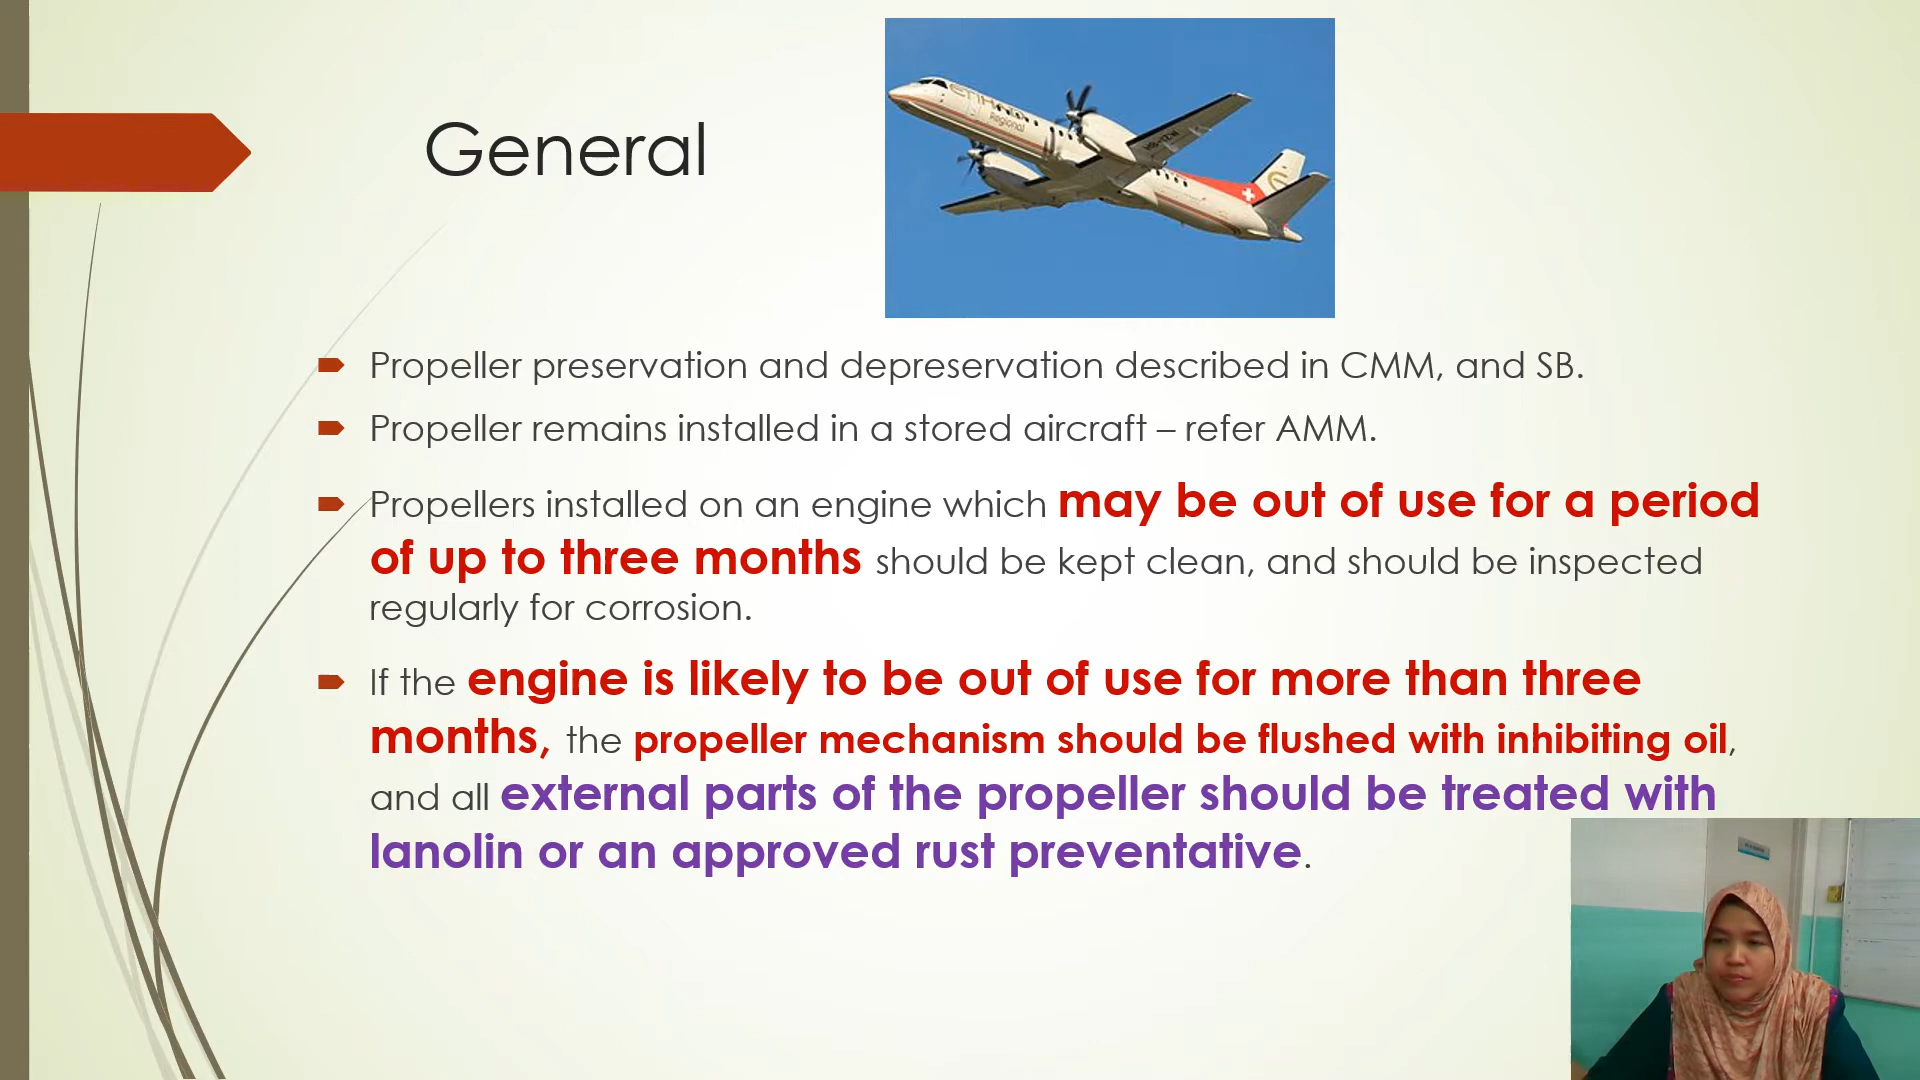 General
ETIHAD
Regional
Propeller preservation and depreservation described in CMM, and SB.
Propeller remains installed in a stored aircraft – refer AMM.
Propellers installed on an engine which may be out of use for a period
of up to three months should be kept clean, and should be inspected
regularly for corrosion.
If the engine is likely to be out of use for more than three
months, the propeller mechanism should be flushed with inhibiting oil,
and all external parts of the propeller should be treated with
lanolin or an approved rust preventative.